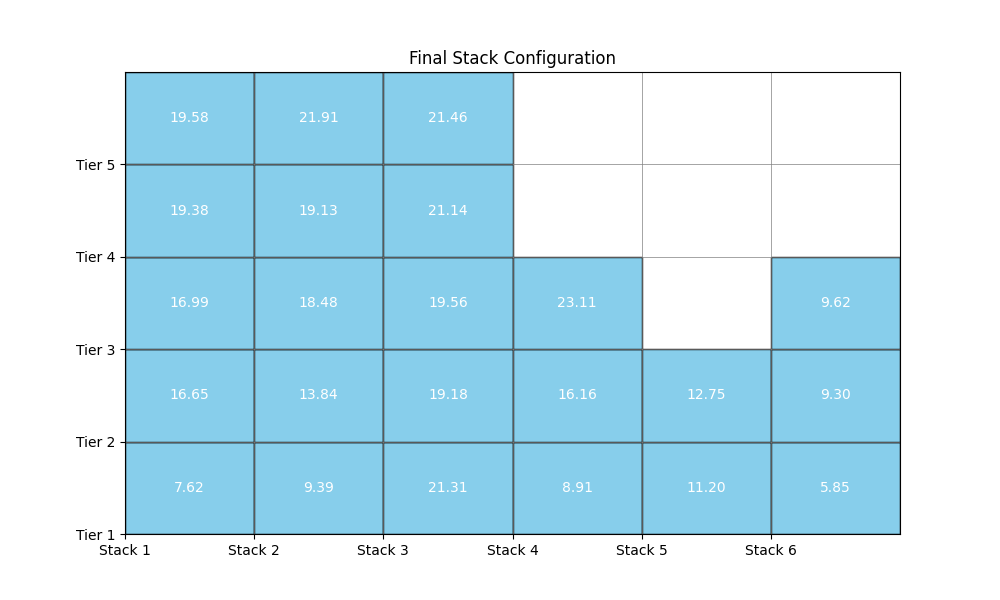 Final Stack Configuration
19.58 21.91 21.46
Tier 5
19.38 19.13 21.14
Tier 4
16.99 18.48 19.56 23.11 9.62
Tier 3
16.65 13.84 19.18 16.16 12.75 9.30
Tier 2
7.62 9.39 21.31 8.91 11.20 5.85
Tier 1
Stack 1 Stack 2 Stack 3 Stack 4 Stack 5 Stack 6